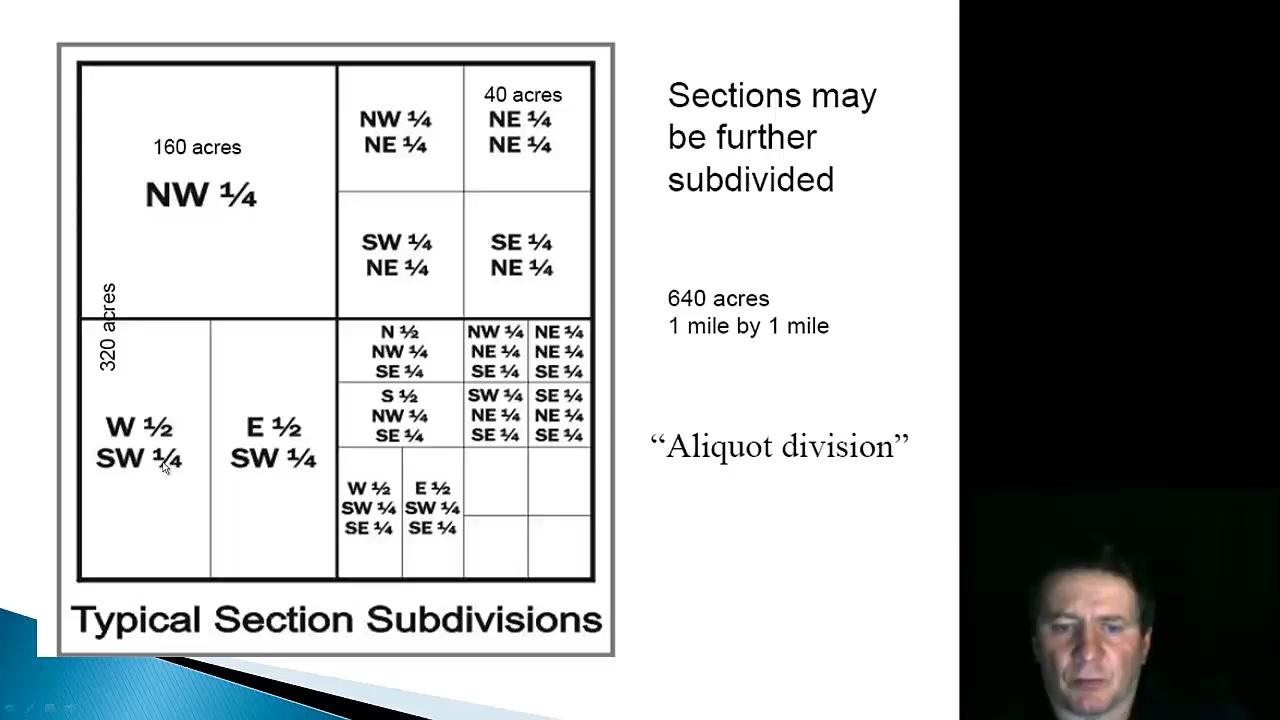 160 acres
NW ¼
NW ¼
NE ¼
40 acres
NE ¼
NE ¼
SW ¼
NE ¼
SE ¼
NE ¼
320 acres
W ½
SW ¼
E ½
SW ¼
N ½
NW ¼
SE ¼
NW ¼
NE ¼
SE ¼
NE ¼
NE ¼
SE ¼
S ½
NW ¼
SE ¼
SW ¼
NE ¼
SE ¼
SE ¼
NE ¼
SE ¼
W ½
SW ¼
SE ¼
E ½
SW ¼
SE ¼
Typical Section Subdivisions
Sections may
be further
subdivided
640 acres
1 mile by 1 mile
“Aliquot division”